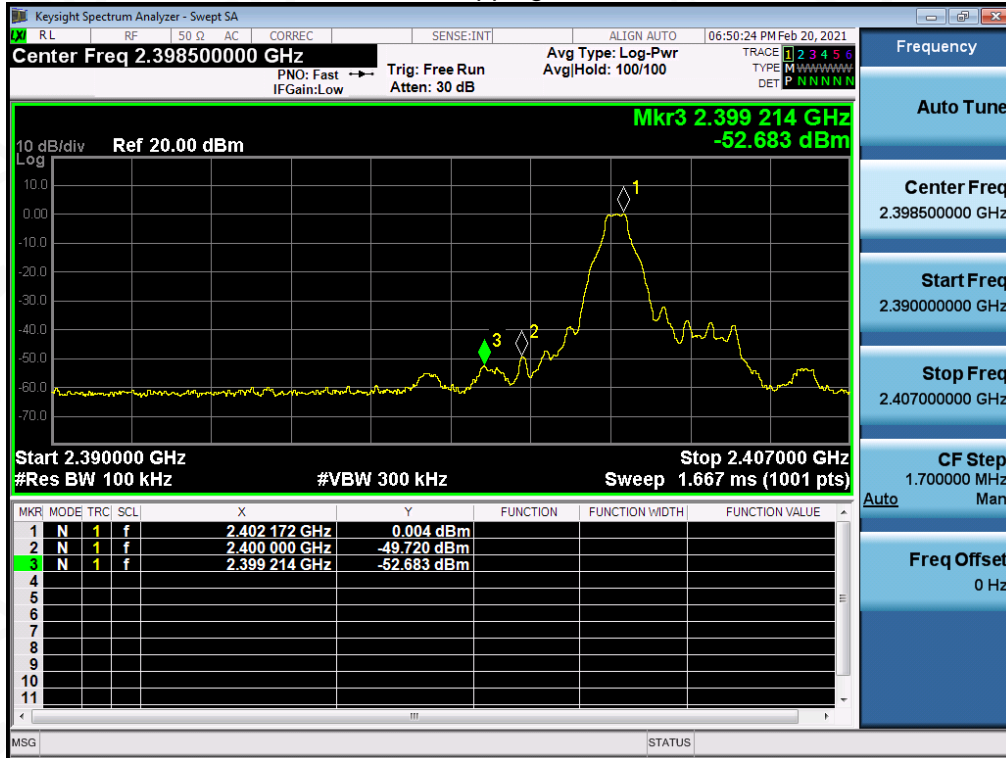 Keysight Spectrum Analyzer - Swept SA
LXI RL RF 50 Ω AC CORREC SENSE:INT ALIGN AUTO 06:50:24 PM Feb 20, 2021
Center Freq 2.398500000 GHz
PNO: Fast
IFGain:Low
Trig: Free Run
Atten: 30 dB
Avg Type: Log-Pwr
Avg|Hold: 100/100
TRACE 1 2 3 4 5 6
TYPE M WWWWW
DET P N N N N N
Mkr3 2.399 214 GHz
-52.683 dBm
10 dB/div Ref 20.00 dBm
Log
10.0
0.00
-10.0
-20.0
-30.0
-40.0
-50.0
-60.0
-70.0
1
2
3
Start 2.390000 GHz Stop 2.407000 GHz
#Res BW 100 kHz #VBW 300 kHz Sweep 1.667 ms (1001 pts)
MKR MODE TRC SCL X Y FUNCTION FUNCTION WIDTH FUNCTION VALUE
1 N 1 f 2.402 172 GHz 0.004 dBm
2 N 1 f 2.400 000 GHz -49.720 dBm
3 N 1 f 2.399 214 GHz -52.683 dBm
4
5
6
7
8
9
10
11
MSG STATUS
Frequency
Auto Tune
Center Freq
2.398500000 GHz
Start Freq
2.390000000 GHz
Stop Freq
2.407000000 GHz
CF Step
1.700000 MHz
Auto Man
Freq Offset
0 Hz